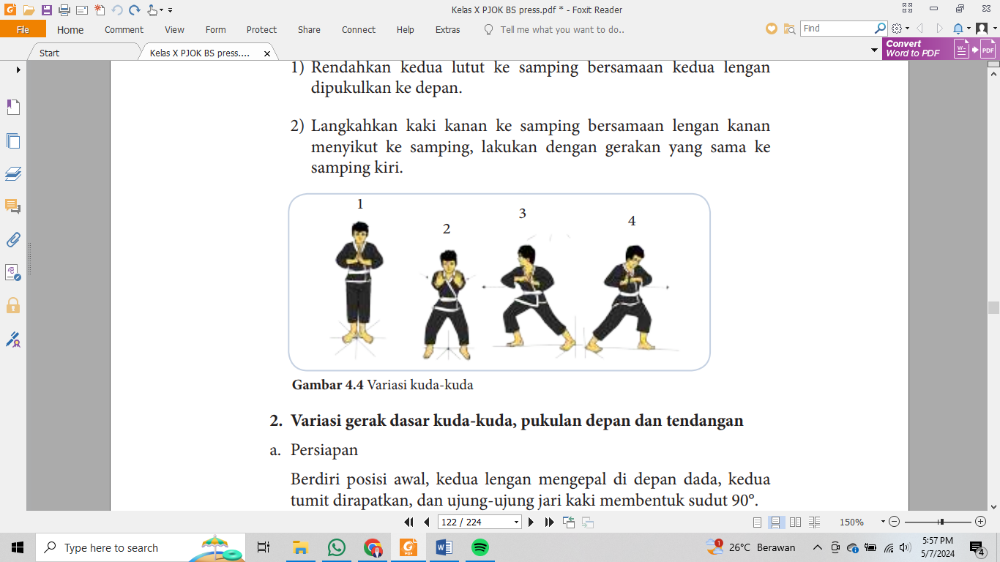 Kelas X PJOK BS press.pdf * - Foxit Reader
File Home Comment View Form Protect Share Connect Help Extras Tell me what you want to do.. Find
Start Kelas X PJOK BS press.... Convert
Word to PDF
1) Rendahkan kedua lutut ke samping bersamaan kedua lengan
dipukulkan ke depan.
2) Langkahkan kaki kanan ke samping bersamaan lengan kanan
menyikut ke samping, lakukan dengan gerakan yang sama ke
samping kiri.
1
2
3
4
Gambar 4.4 Variasi kuda-kuda
2. Variasi gerak dasar kuda-kuda, pukulan depan dan tendangan
a. Persiapan
Berdiri posisi awal, kedua lengan mengepal di depan dada, kedua
tumit dirapatkan, dan ujung-ujung jari kaki membentuk sudut 90°.
122 / 224 150%
Type here to search 26°C Berawan 5:57 PM
5/7/2024